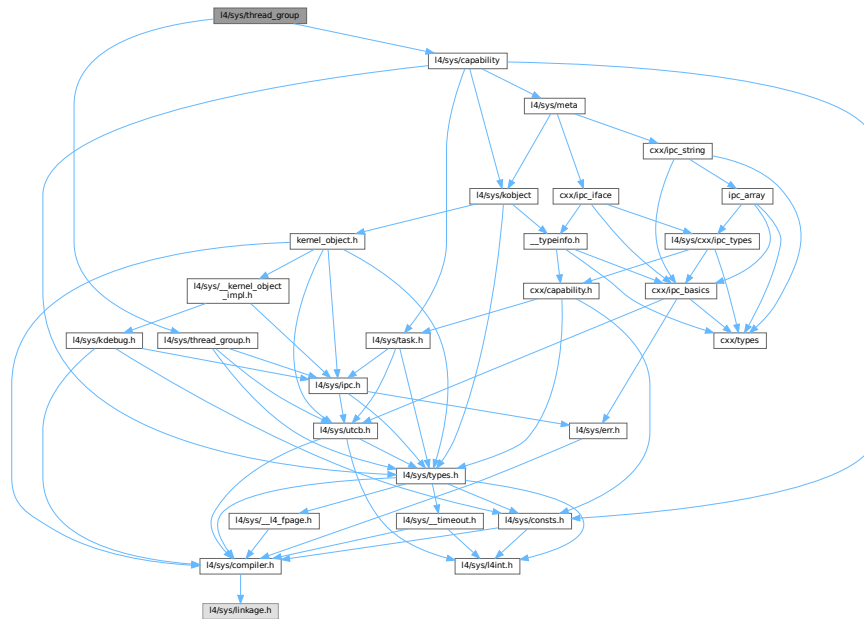 l4/sys/thread_group
l4/sys/capability
l4/sys/meta
cxx/ipc_string
l4/sys/kobject
cxx/ipc_iface
ipc_array
kernel_object.h
__typeinfo.h
l4/sys/cxx/ipc_types
l4/sys/__kernel_object
_impl.h
cxx/capability.h
cxx/ipc_basics
l4/sys/kdebug.h
l4/sys/thread_group.h
l4/sys/task.h
cxx/types
l4/sys/ipc.h
l4/sys/utcb.h
l4/sys/err.h
l4/sys/types.h
l4/sys/__l4_fpage.h
l4/sys/__timeout.h
l4/sys/consts.h
l4/sys/compiler.h
l4/sys/l4int.h
l4/sys/linkage.h